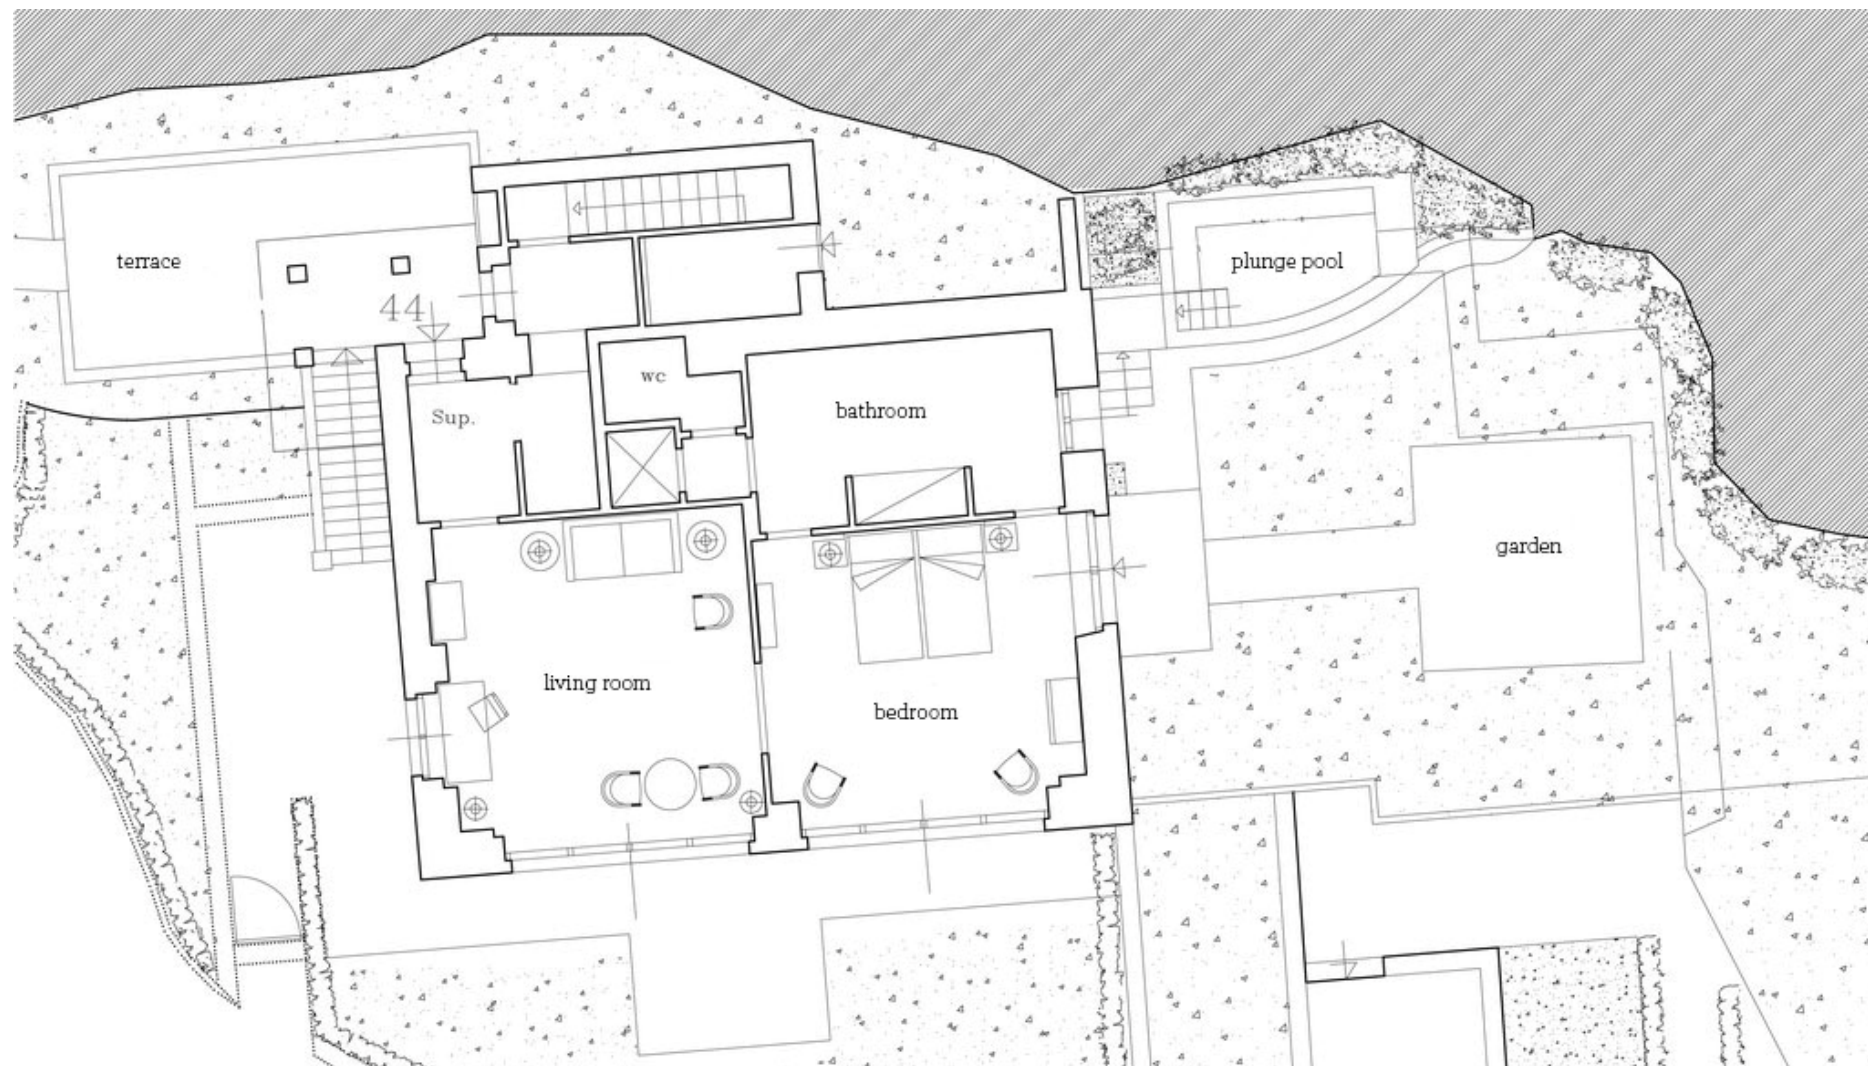 terrace
plunge pool
44
wc
Sup.
bathroom
garden
living room
bedroom